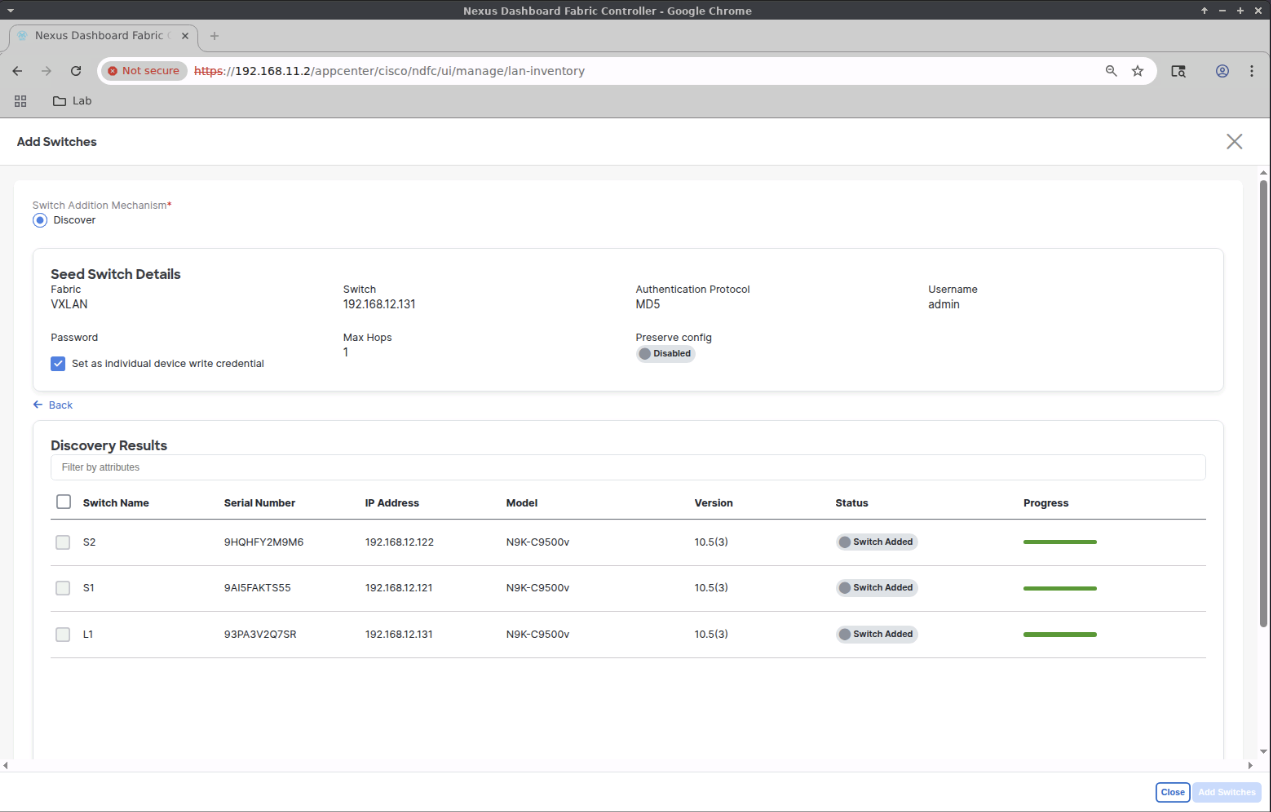 Nexus Dashboard Fabric Controller - Google Chrome
Nexus Dashboard Fabric
Not secure https://192.168.11.2/appcenter/cisco/ndfc/ui/manage/lan-inventory
Lab
Add Switches
Switch Addition Mechanism*
Discover
Seed Switch Details
Fabric Switch Authentication Protocol Username
VXLAN 192.168.12.131 MD5 admin
Password Max Hops Preserve config
1 Disabled
Set as individual device write credential
Back
Discovery Results
Filter by attributes
Switch Name Serial Number IP Address Model Version Status Progress
S2 9HQHFY2M9M6 192.168.12.122 N9K-C9500v 10.5(3) Switch Added
S1 9AI5FAKTS55 192.168.12.121 N9K-C9500v 10.5(3) Switch Added
L1 93PA3V2Q7SR 192.168.12.131 N9K-C9500v 10.5(3) Switch Added
Close Add Switches